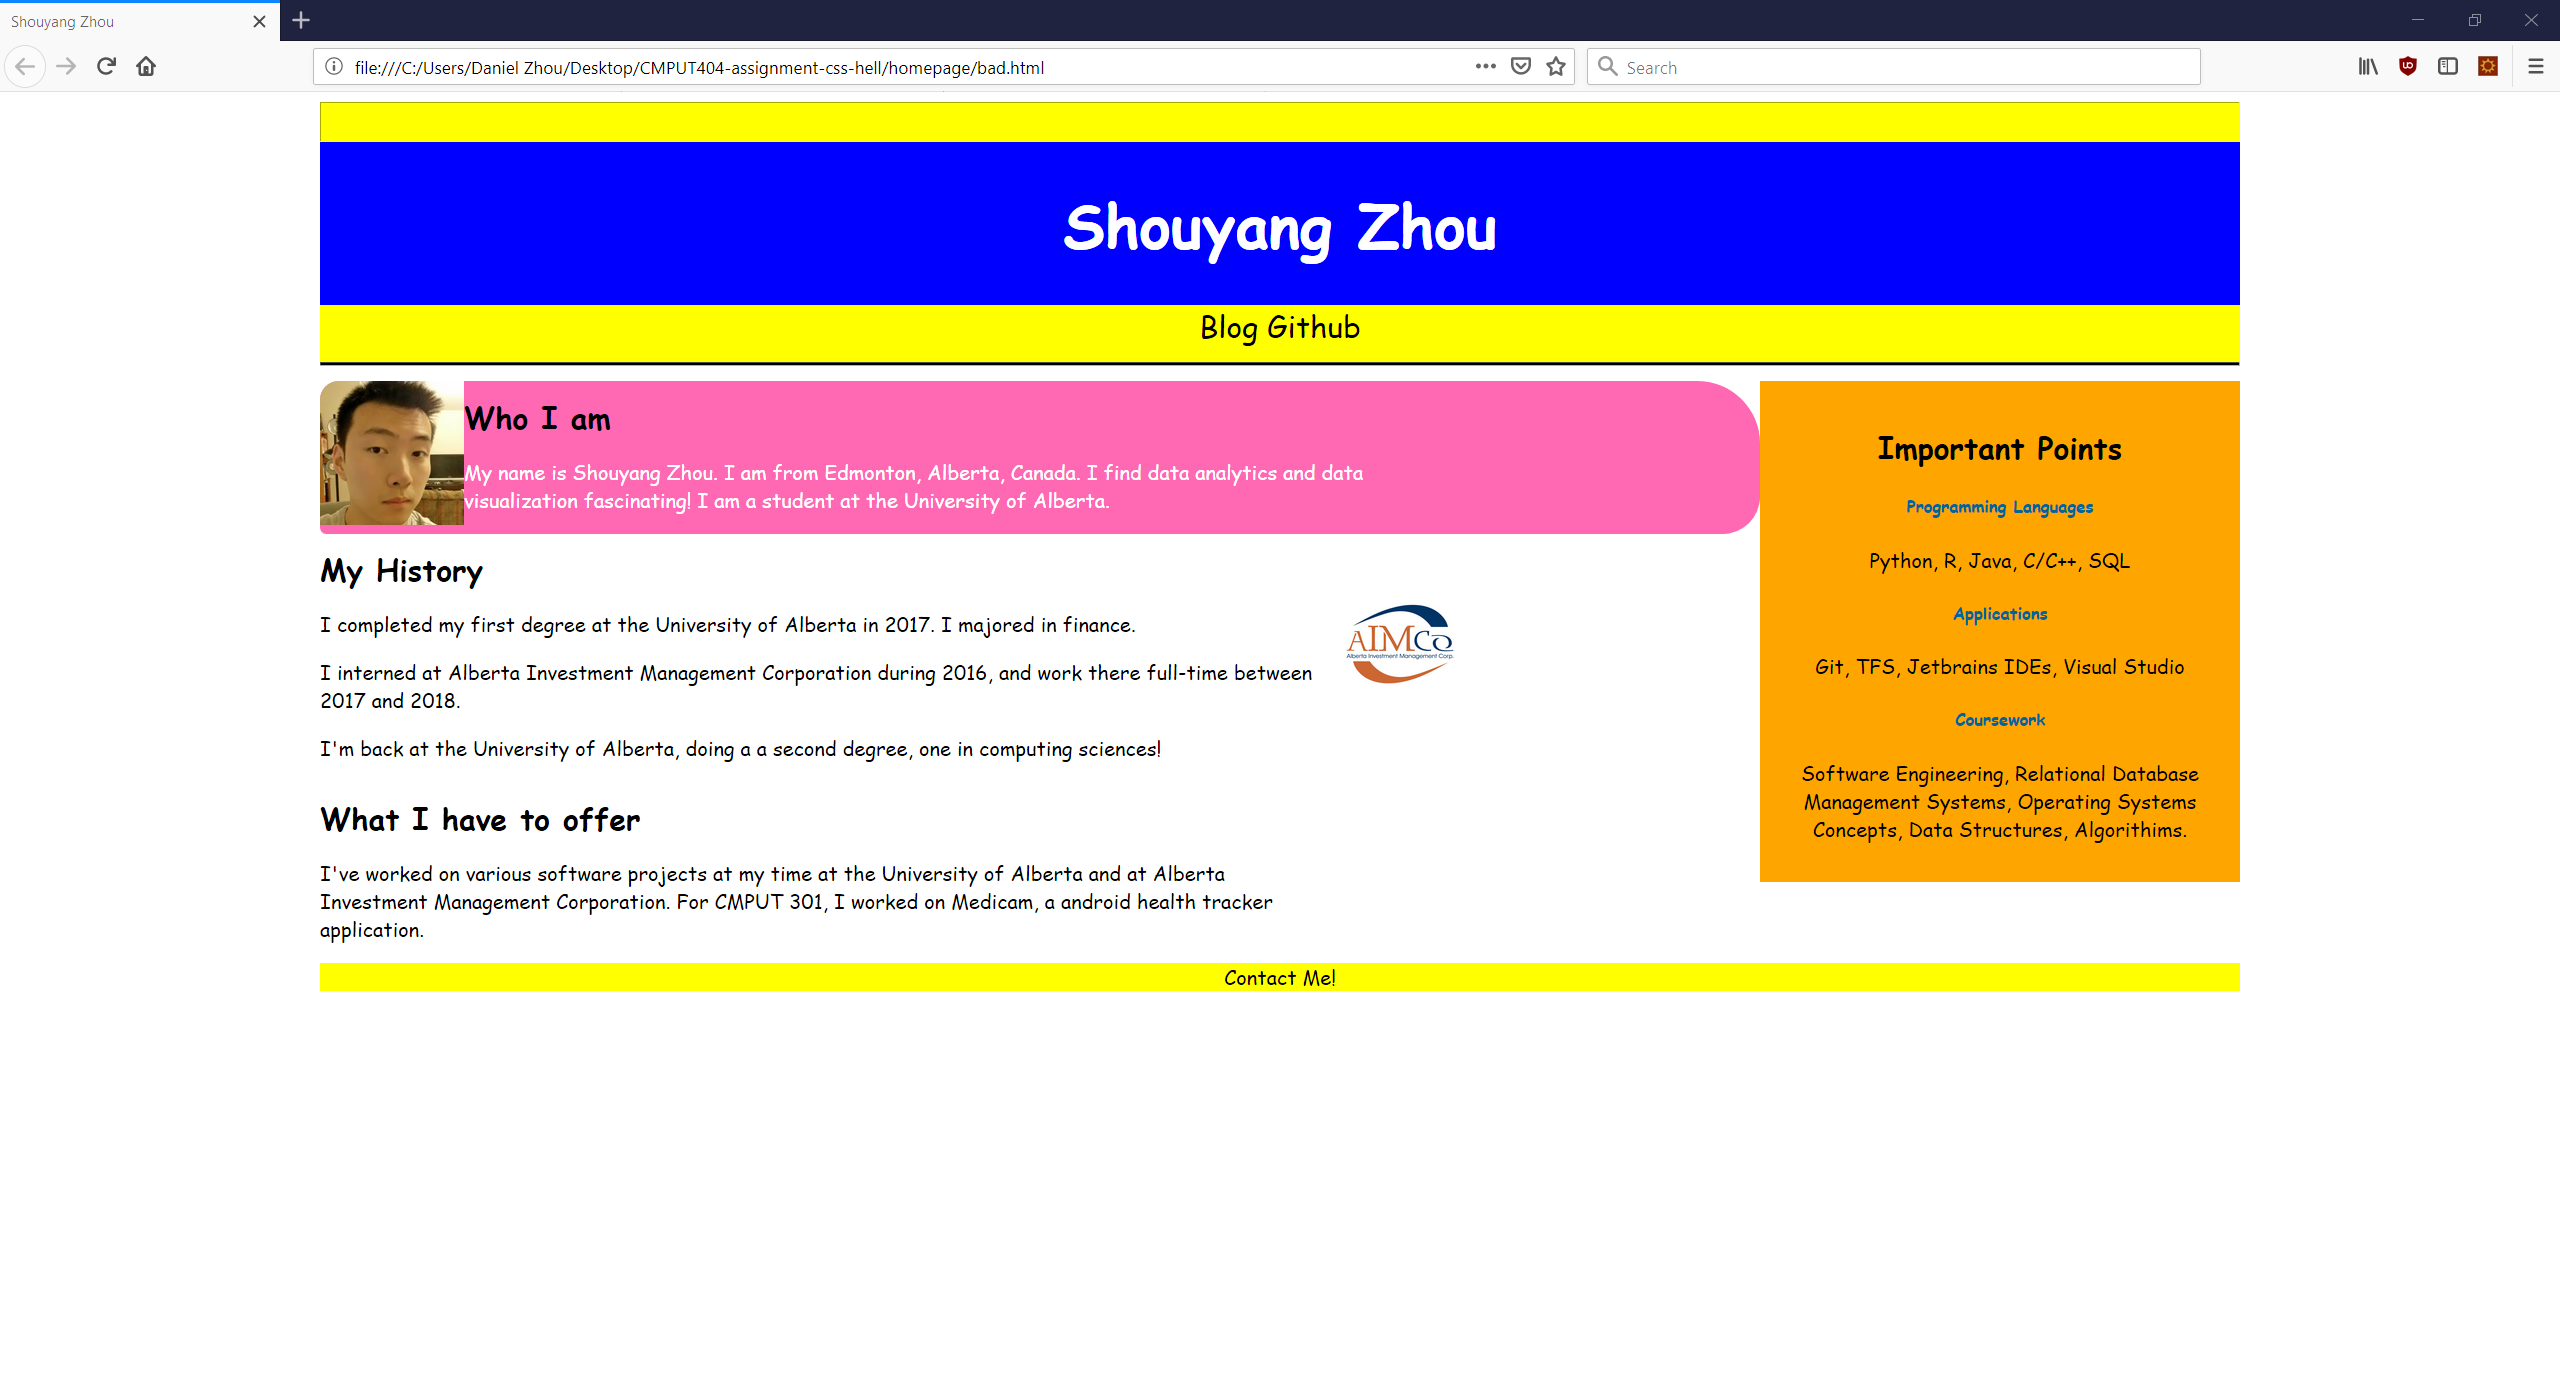 Shouyang Zhou
file:///C:/Users/Daniel Zhou/Desktop/CMPUT404-assignment-css-hell/homepage/bad.html
Search
Shouyang Zhou
Blog Github
Who I am
My name is Shouyang Zhou. I am from Edmonton, Alberta, Canada. I find data analytics and data
visualization fascinating! I am a student at the University of Alberta.
My History
I completed my first degree at the University of Alberta in 2017. I majored in finance.
I interned at Alberta Investment Management Corporation during 2016, and work there full-time between
2017 and 2018.
I'm back at the University of Alberta, doing a a second degree, one in computing sciences!
AIMCo
Alberta Investment Management Corp.
What I have to offer
I've worked on various software projects at my time at the University of Alberta and at Alberta
Investment Management Corporation. For CMPUT 301, I worked on Medicam, a android health tracker
application.
Important Points
Programming Languages
Python, R, Java, C/C++, SQL
Applications
Git, TFS, Jetbrains IDEs, Visual Studio
Coursework
Software Engineering, Relational Database
Management Systems, Operating Systems
Concepts, Data Structures, Algorithims.
Contact Me!